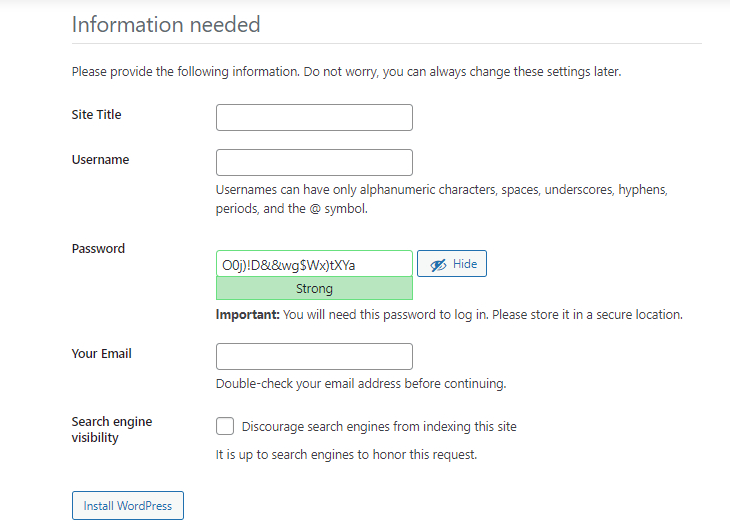 Information needed
Please provide the following information. Do not worry, you can always change these settings later.
Site Title
Username
Usernames can have only alphanumeric characters, spaces, underscores, hyphens,
periods, and the @ symbol.
Password
O0j)!D&&wg$Wx)tXYa
Hide
Strong
Important: You will need this password to log in. Please store it in a secure location.
Your Email
Double-check your email address before continuing.
Search engine
visibility
Discourage search engines from indexing this site
It is up to search engines to honor this request.
Install WordPress